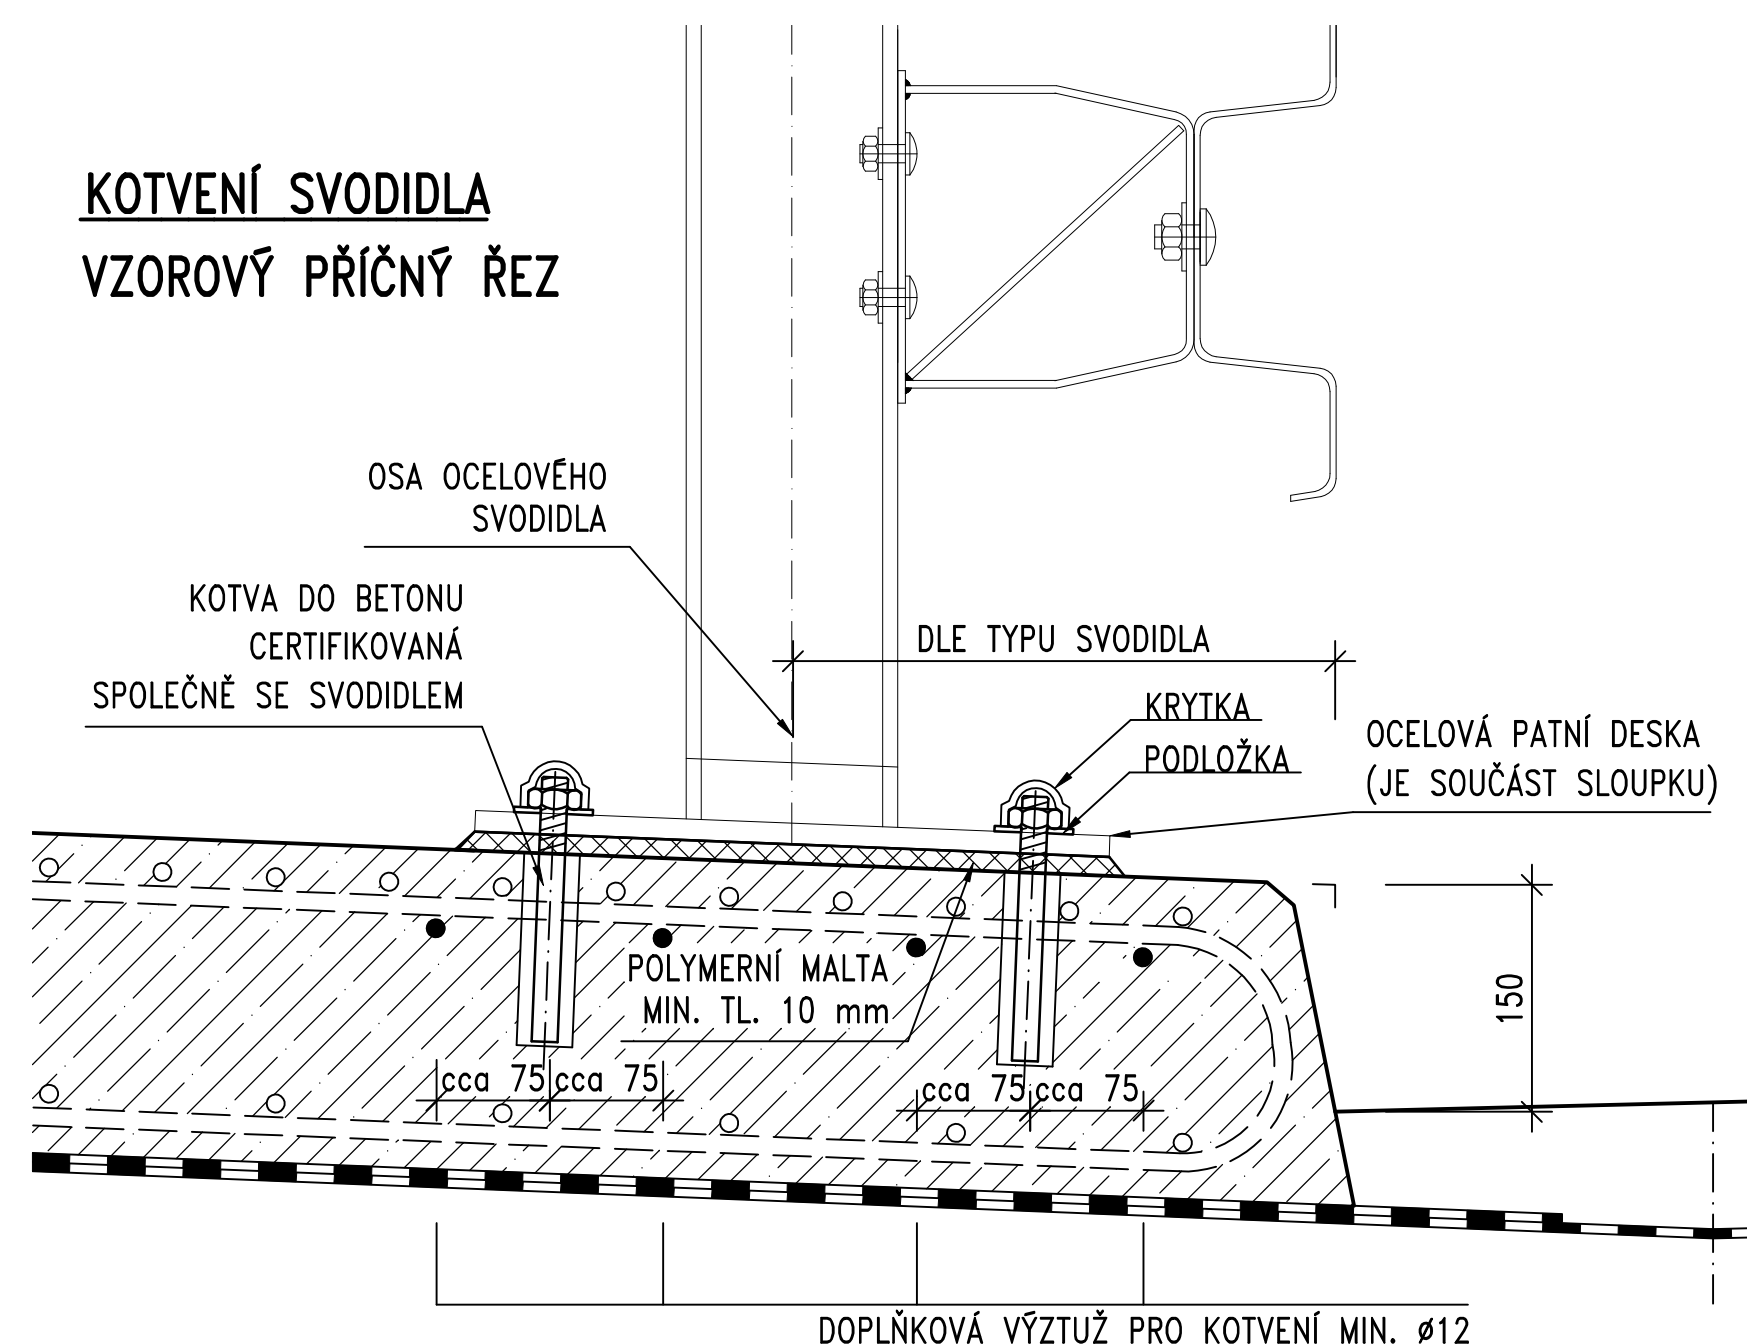 KOTVENÍ SVODIDLA
VZOROVÝ PŘÍČNÝ ŘEZ
OSA OCELOVÉHO
SVODIDLA
KOTVA DO BETONU
CERTIFIKOVANÁ
SPOLEČNĚ SE SVODIDLEM
DLE TYPU SVODIDLA
KRYTKA
PODLOŽKA
OCELOVÁ PATNÍ DESKA
(JE SOUČÁST SLOUPKU)
POLYMERNÍ MALTA
MIN. TL. 10 mm
150
cca 75 cca 75
cca 75 cca 75
DOPLŇKOVÁ VÝZTUŽ PRO KOTVENÍ MIN. ø12